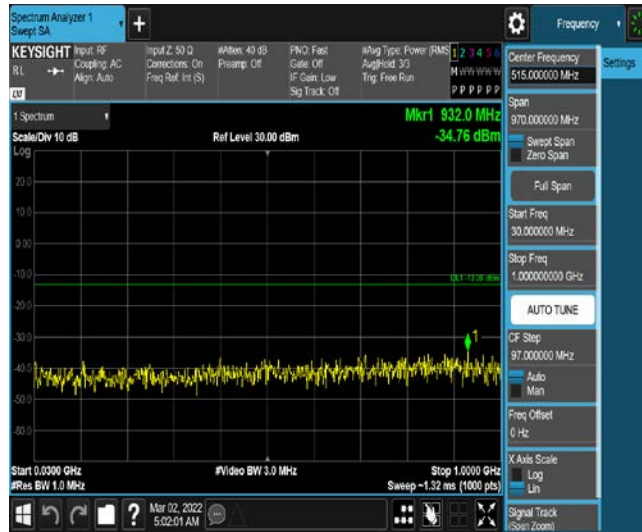 Spectrum Analyzer 1
Swept SA
+
Frequency
Settings
KEYSIGHT
RL
LXI
Input: RF
Coupling: AC
Align: Auto
Input Z: 50 Ω
Corrections: On
Freq Ref: Int (S)
#Atten: 40 dB
Preamp: Off
PNO: Fast
Gate: Off
IF Gain: Low
Sig Track: Off
#Avg Type: Power (RMS
Avg|Hold: 3/3
Trig: Free Run
1 2 3 4 5 6
M W W W W W
P P P P P P
1 Spectrum
Scale/Div 10 dB
Log
Ref Level 30.00 dBm
Mkr1 932.0 MHz
-34.76 dBm
20.0
10.0
0.00
-10.0
DL1 -13.00 dBm
-20.0
-30.0
1
-40.0
-50.0
-60.0
Start 0.0300 GHz
#Res BW 1.0 MHz
#Video BW 3.0 MHz
Stop 1.0000 GHz
Sweep ~1.32 ms (1000 pts)
Center Frequency
515.000000 MHz
Span
970.000000 MHz
Swept Span
Zero Span
Full Span
Start Freq
30.000000 MHz
Stop Freq
1.000000000 GHz
AUTO TUNE
CF Step
97.000000 MHz
Auto
Man
Freq Offset
0 Hz
X Axis Scale
Log
Lin
Signal Track
(Span Zoom)
?
Mar 02, 2022
5:02:01 AM